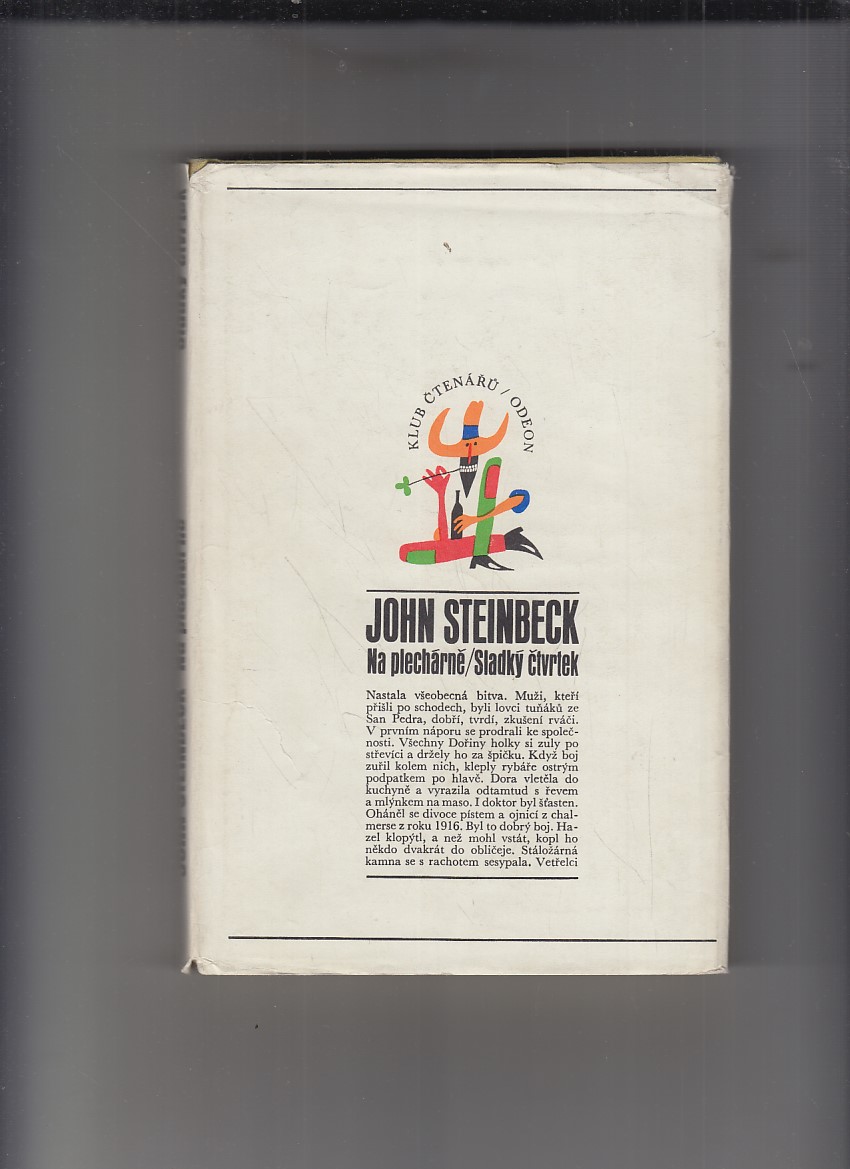 KLUB ČTENÁŘŮ / ODEON
JOHN STEINBECK
Na plechárně/Sladký čtvrtek
Nastala všeobecná bitva. Muži, kteří
přišli po schodech, byli lovci tuňáků ze
San Pedra, dobří, tvrdí, zkušení rváči.
V prvním náporu se prodrali ke společ-
nosti. Všechny Dořiny holky si zuly po
střevíci a držely ho za špičku. Když boj
zuřil kolem nich, kleply rybáře ostrým
podpatkem po hlavě. Dora vletěla do
kuchyně a vyrazila odtamtud s řevem
a mlýnkem na maso. I doktor byl šťasten.
Oháněl se divoce pístem a ojnicí z chal-
merse z roku 1916. Byl to dobrý boj. Ha-
zel klopýtl, a než mohl vstát, kopl ho
někdo dvakrát do obličeje. Stáložárná
kamna se s rachotem sesypala. Vetřelci